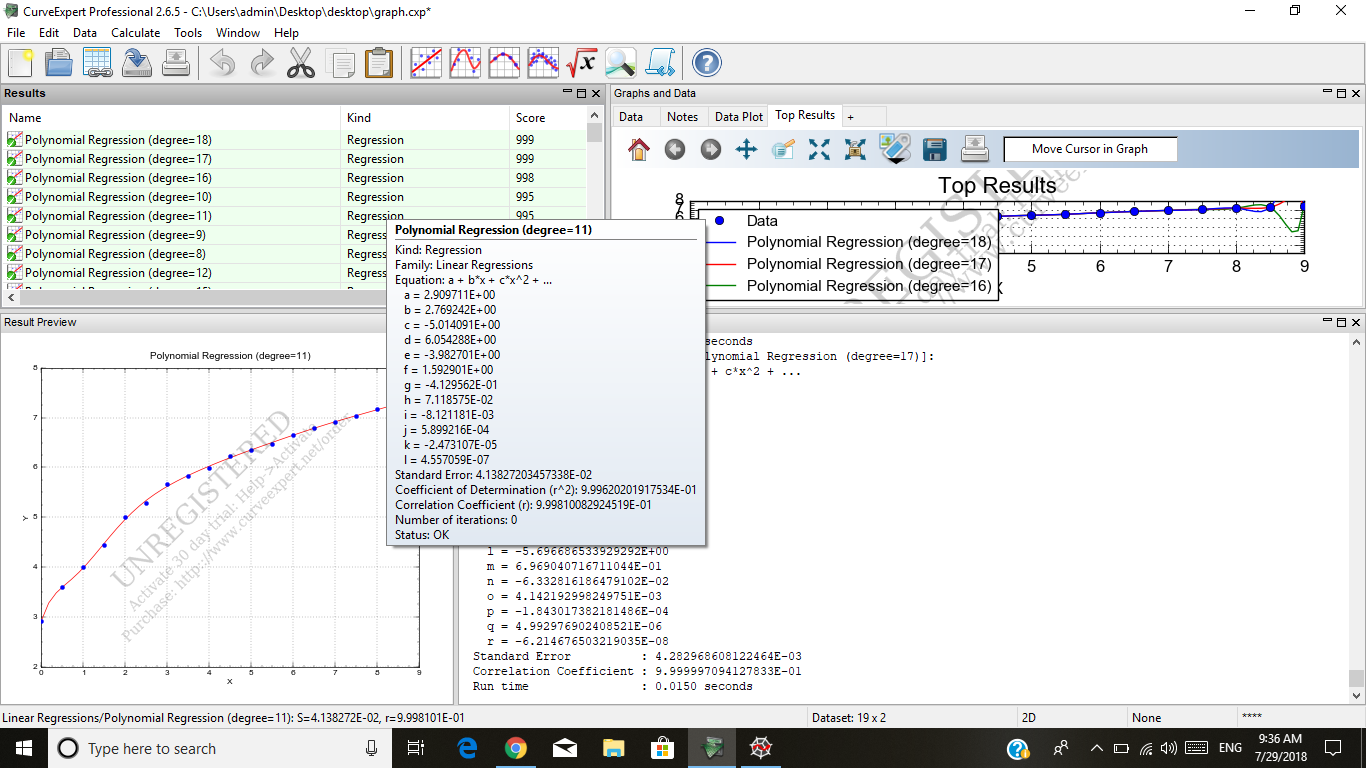 CurveExpert Professional 2.6.5 - C:\Users\admin\Desktop\desktop\graph.cxp*
File Edit Data Calculate Tools Window Help
Results
Name Kind Score
Polynomial Regression (degree=18) Regression 999
Polynomial Regression (degree=17) Regression 999
Polynomial Regression (degree=16) Regression 998
Polynomial Regression (degree=10) Regression 995
Polynomial Regression (degree=11) Regression 995
Polynomial Regression (degree=9) Regress
Polynomial Regression (degree=8) Regress
Polynomial Regression (degree=12) Regress
Polynomial Regression (degree=11)
Kind: Regression
Family: Linear Regressions
Equation: a + b*x + c*x^2 + ...
a = 2.909711E+00
b = 2.769242E+00
c = -5.014091E+00
d = 6.054288E+00
e = -3.982701E+00
f = 1.592901E+00
g = -4.129562E-01
h = 7.118575E-02
i = -8.121181E-03
j = 5.899216E-04
k = -2.473107E-05
l = 4.557059E-07
Standard Error: 4.13827203457338E-02
Coefficient of Determination (r^2): 9.99620201917534E-01
Correlation Coefficient (r): 9.99810082924519E-01
Number of iterations: 0
Status: OK
Graphs and Data
Data Notes Data Plot Top Results +
Move Cursor in Graph
Top Results
8
7
6
Data
Polynomial Regression (degree=18)
Polynomial Regression (degree=17)
Polynomial Regression (degree=16)
5 6 7 8 9
x
Result Preview
Polynomial Regression (degree=11)
8
7
6
5
4
3
2
Y
0 1 2 3 4 5 6 7 8 9
X
UNREGISTERED
Activate 30 day trial: Help->Activate
Purchase: http://www.curveexpert.net/order
seconds
lynomial Regression (degree=17)]:
+ c*x^2 + ...
l = -5.696686533929292E+00
m = 6.969040716711044E-01
n = -6.332816186479102E-02
o = 4.142192998249751E-03
p = -1.843017382181486E-04
q = 4.992976902408521E-06
r = -6.214676503219035E-08
Standard Error : 4.282968608122464E-03
Correlation Coefficient : 9.999997094127833E-01
Run time : 0.0150 seconds
Linear Regressions/Polynomial Regression (degree=11): S=4.138272E-02, r=9.998101E-01
Dataset: 19 x 2 2D None ****
Type here to search
ENG
9:36 AM
7/29/2018